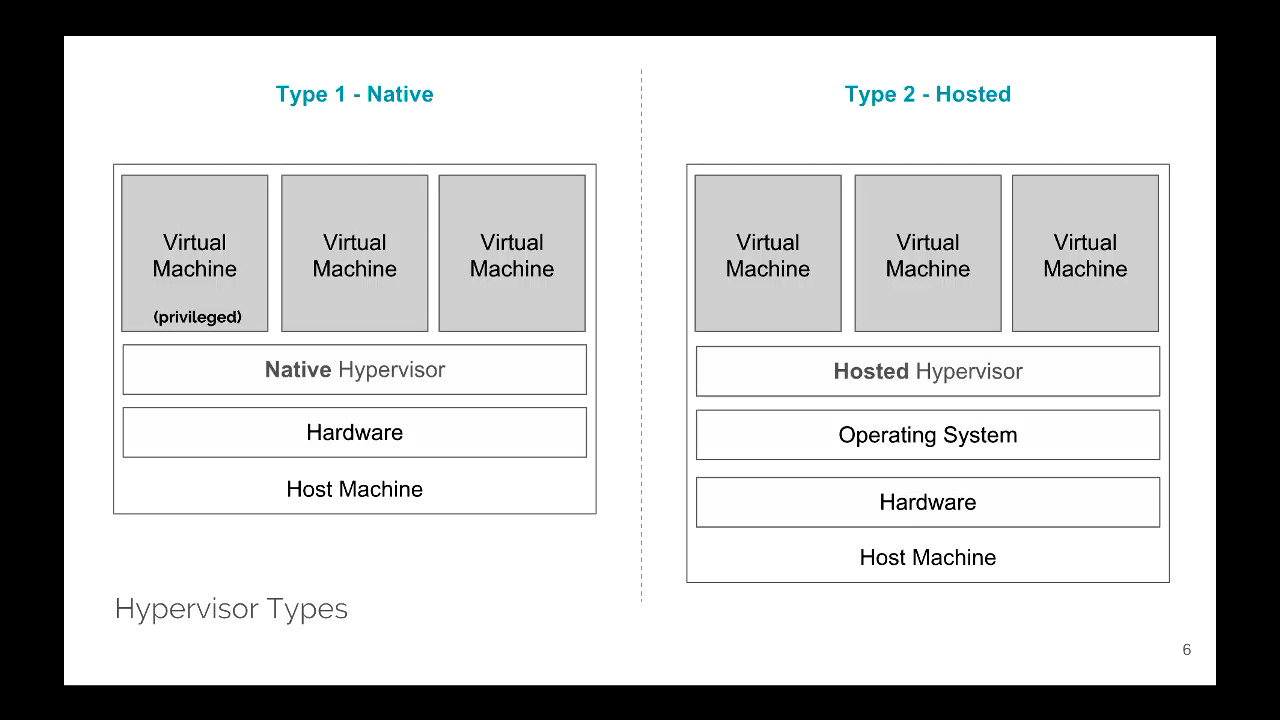 Type 1 - Native
Virtual
Machine
(privileged)
Virtual
Machine
Virtual
Machine
Native Hypervisor
Hardware
Host Machine
Type 2 - Hosted
Virtual
Machine
Virtual
Machine
Virtual
Machine
Hosted Hypervisor
Operating System
Hardware
Host Machine
Hypervisor Types
6